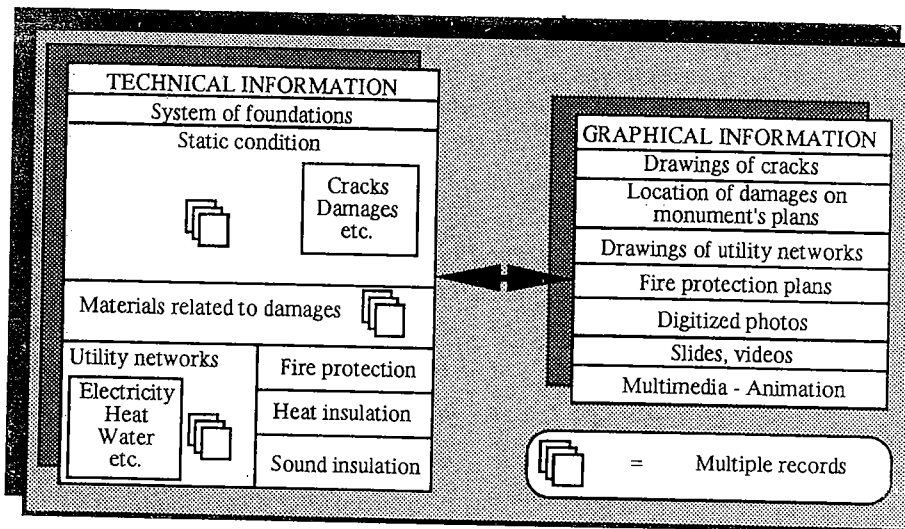 TECHNICAL INFORMATION
System of foundations
Static condition
Cracks
Damages
etc.
Materials related to damages
Utility networks
Electricity
Heat
Water
etc.
Fire protection
Heat insulation
Sound insulation
GRAPHICAL INFORMATION
Drawings of cracks
Location of damages on
monument's plans
Drawings of utility networks
Fire protection plans
Digitized photos
Slides, videos
Multimedia - Animation
= Multiple records